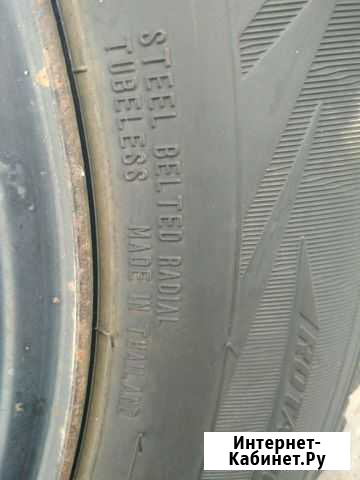 STEEL BELTED RADIAL
TUBELESS MADE IN THAILAND
Интернет-
Кабинет.Ру